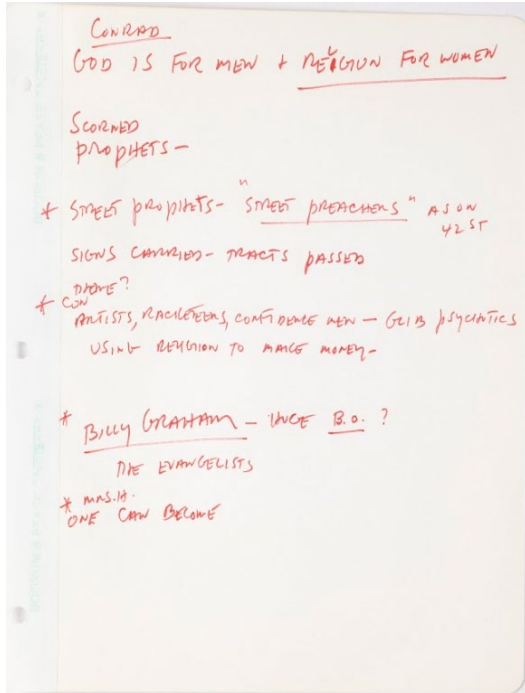 CONRAD
GOD IS FOR MEN + RELIGION FOR WOMEN
SCORNED
PROPHETS-
* STREET PROPHETS- "STREET PREACHERS" AS ON
42 ST
SIGNS CARRIED- TRACTS PASSED
* CON
ARTISTS, RACKETEERS, CONFIDENCE MEN - GLIB PSYCHOTICS
USING RELIGION TO MAKE MONEY-
* BILLY GRAHAM - HUGE B.O. ?
THE EVANGELISTS
* MRS. H.
ONE CAN BECOME